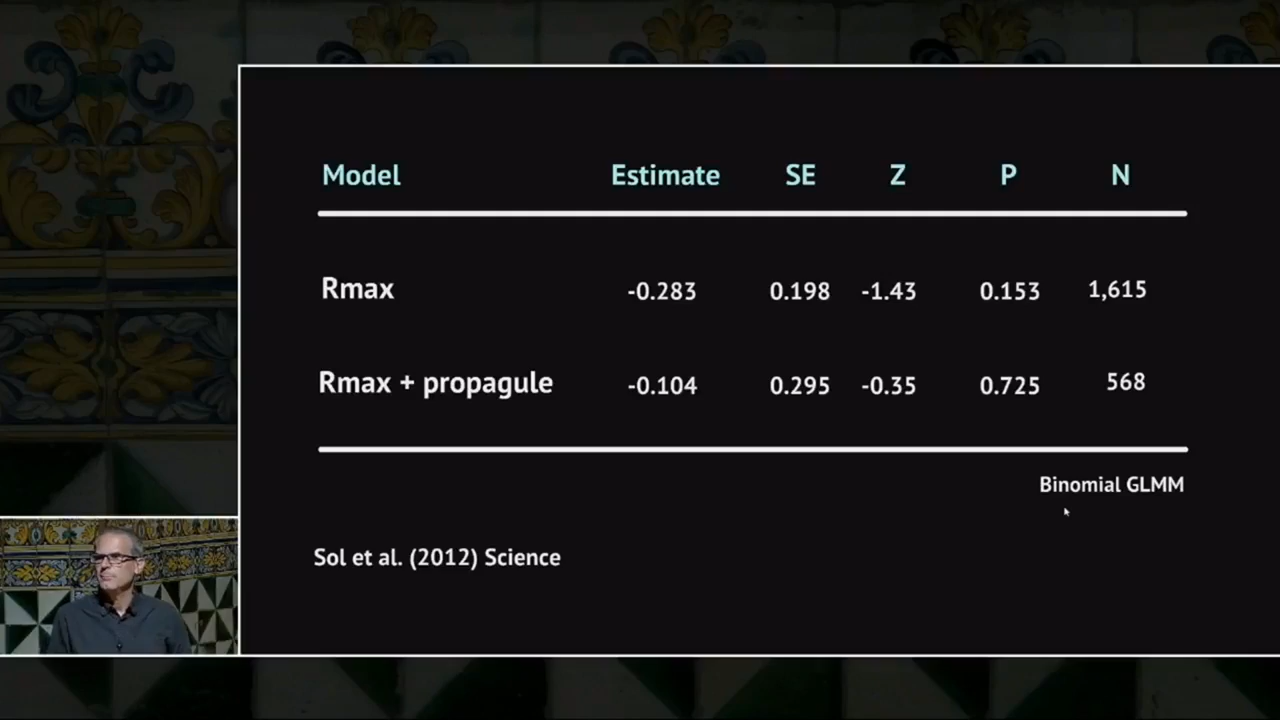 Model Estimate SE Z P N
Rmax -0.283 0.198 -1.43 0.153 1,615
Rmax + propagule -0.104 0.295 -0.35 0.725 568
Binomial GLMM
Sol et al. (2012) Science